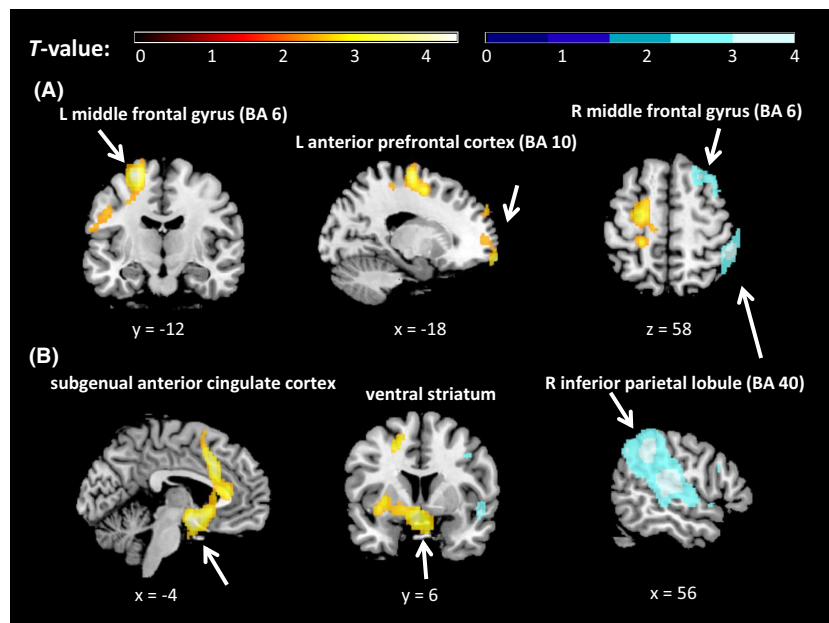 T-value:
0 1 2 3 4
0 1 2 3 4
(A)
L middle frontal gyrus (BA 6)
L anterior prefrontal cortex (BA 10)
R middle frontal gyrus (BA 6)
y = -12
x = -18
z = 58
(B)
subgenual anterior cingulate cortex
ventral striatum
R inferior parietal lobule (BA 40)
x = -4
y = 6
x = 56